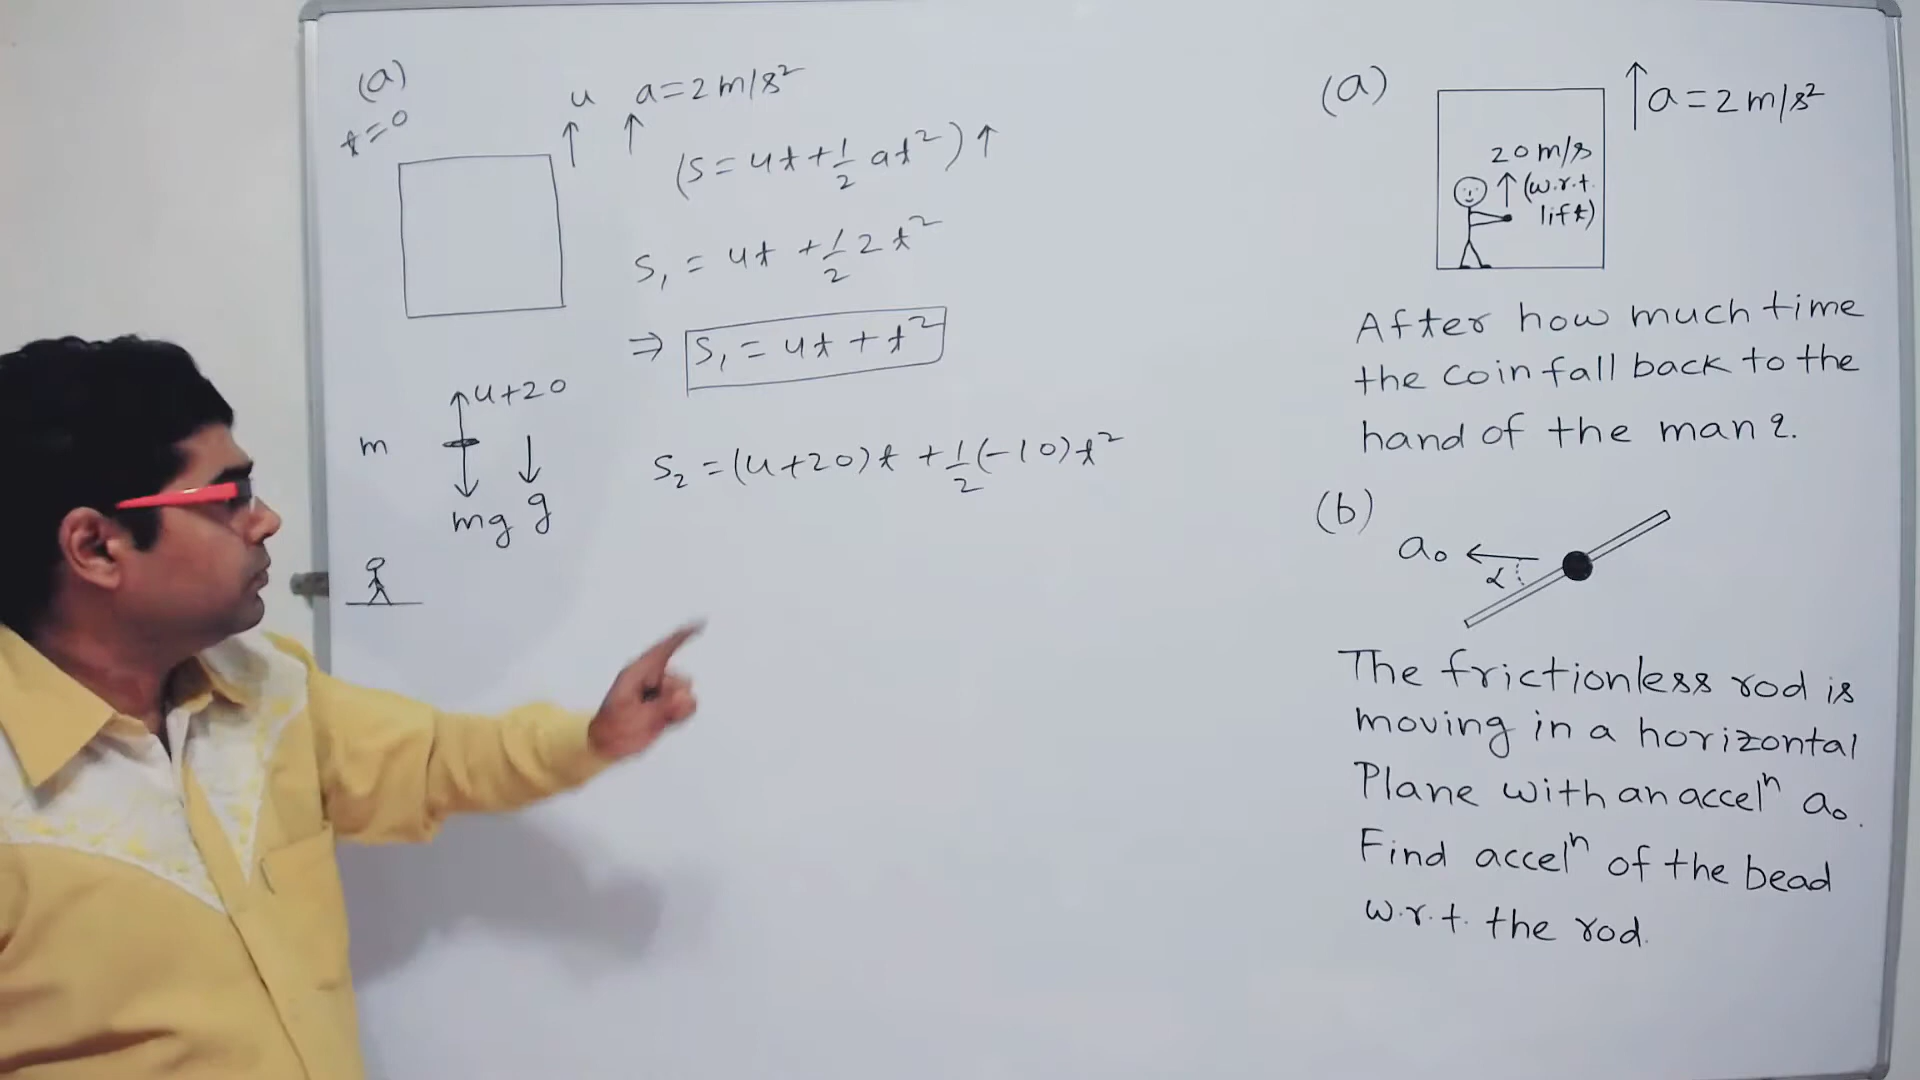 (a)
t=0
u a=2 m/s²
(S = ut + 1/2 at²) ↑
S₁ = ut + 1/2 2t²
⇒ S₁ = ut + t²
u+20
m
mg g
S₂ = (u+20)t + 1/2 (-10)t²
(a)
a = 2 m/s²
20 m/s
(w.r.t.
lift)
After how much time
the coin fall back to the
hand of the man ?.
(b)
a₀
α
The frictionless rod is
moving in a horizontal
Plane with an accelⁿ a₀.
Find accelⁿ of the bead
w.r.t. the rod.